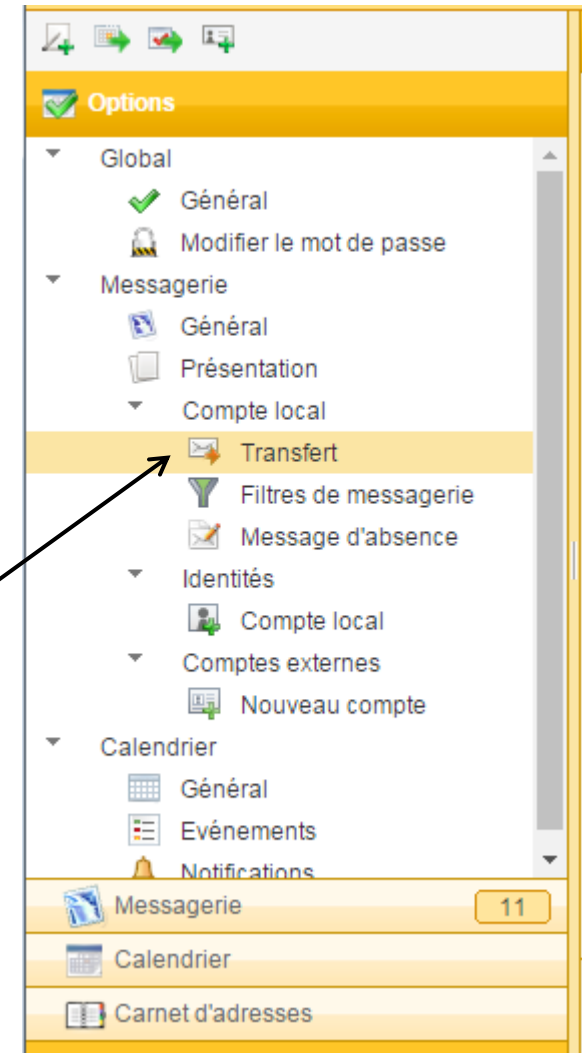 Options
Global
Général
Modifier le mot de passe
Messagerie
Général
Présentation
Compte local
Transfert
Filtres de messagerie
Message d'absence
Identités
Compte local
Comptes externes
Nouveau compte
Calendrier
Général
Evénements
Notifications
Messagerie 11
Calendrier
Carnet d'adresses